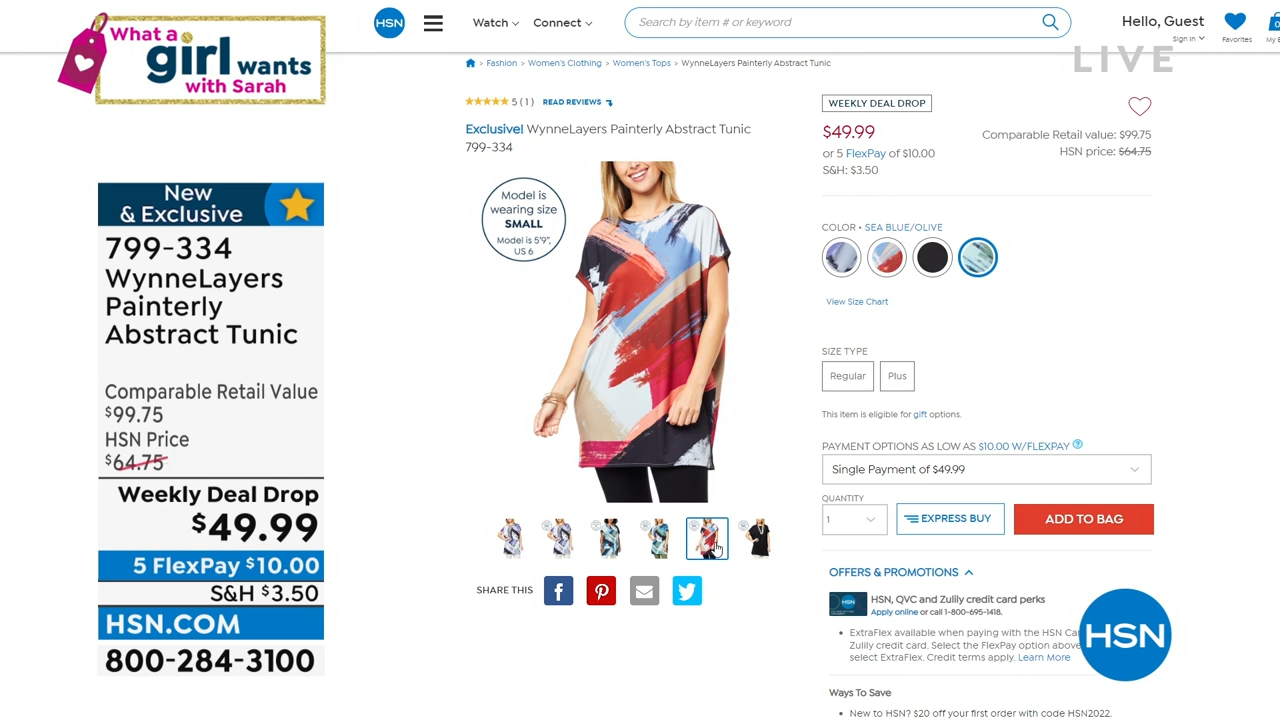 What a
girl wants
with Sarah
New
& Exclusive
799-334
WynneLayers
Painterly
Abstract Tunic
Comparable Retail Value
$99.75
HSN Price
$64.75
Weekly Deal Drop
$49.99
5 FlexPay $10.00
S&H $3.50
HSN.COM
800-284-3100
HSN
Watch
Connect
Search by item # or keyword
Hello, Guest
Sign In
Favorites
0
My B
LIVE
> Fashion > Women's Clothing > Women's Tops > WynneLayers Painterly Abstract Tunic
5 ( 1 ) READ REVIEWS
Exclusive! WynneLayers Painterly Abstract Tunic
799-334
Model is
wearing size
SMALL
Model is 5'9",
US 6
SHARE THIS
WEEKLY DEAL DROP
$49.99
or 5 FlexPay of $10.00
S&H: $3.50
Comparable Retail value: $99.75
HSN price: $64.75
COLOR • SEA BLUE/OLIVE
View Size Chart
SIZE TYPE
Regular
Plus
This item is eligible for gift options.
PAYMENT OPTIONS AS LOW AS $10.00 W/FLEXPAY ?
Single Payment of $49.99
QUANTITY
1
EXPRESS BUY
ADD TO BAG
OFFERS & PROMOTIONS
HSN, QVC and Zulily credit card perks
Apply online or call 1-800-695-1418.
• ExtraFlex available when paying with the HSN Ca
Zulily credit card. Select the FlexPay option above
select ExtraFlex. Credit terms apply. Learn More
HSN
Ways To Save
• New to HSN? $20 off your first order with code HSN2022.